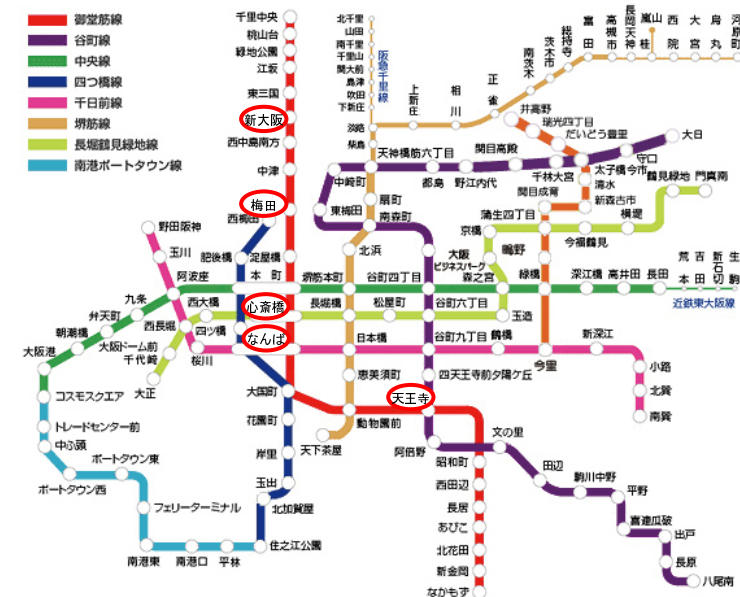 御堂筋線
谷町線
中央線
四つ橋線
千日前線
堺筋線
長堀鶴見緑地線
南港ポートタウン線
千里中央
桃山台
緑地公園
江坂
東三国
新大阪
西中島南方
中津
梅田
西梅田
肥後橋
淀屋橋
本町
心斎橋
なんば
四ツ橋
大国町
花園町
岸里
玉出
北加賀屋
住之江公園
平林
南港口
南港東
フェリーターミナル
ポートタウン東
ポートタウン西
中ふ頭
トレードセンター前
コスモスクエア
大阪港
朝潮橋
弁天町
九条
阿波座
野田阪神
玉川
西長堀
西大橋
大阪ドーム前
千代崎
大正
桜川
北千里
山田
南千里
千里山
関大前
吹田
下新庄
淡路
柴島
阪急千里線
上新庄
相川
正雀
南茨木
茨木市
総持寺
富田
高槻市
長岡天神
桂
嵐山
西院
大宮
烏丸
河原町
天神橋筋六丁目
中崎町
東梅田
扇町
南森町
北浜
堺筋本町
長堀橋
日本橋
恵美須町
動物園前
天下茶屋
都島
野江内代
関目高殿
千林大宮
太子橋今市
守口
大日
井高野
瑞光四丁目
だいどう豊里
清水
新森古市
関目成育
蒲生四丁目
今福鶴見
横堤
鶴見緑地
門真南
京橋
大阪
ビジネスパーク
鴫野
森之宮
緑橋
深江橋
高井田
長田
荒本
吉田
新石切
生駒
近鉄東大阪線
谷町四丁目
谷町六丁目
松屋町
玉造
谷町九丁目
鶴橋
今里
新深江
小路
北巽
南巽
四天王寺前夕陽ケ丘
天王寺
阿倍野
文の里
田辺
駒川中野
平野
喜連瓜破
出戸
長原
八尾南
昭和町
西田辺
長居
あびこ
北花田
新金岡
なかもず